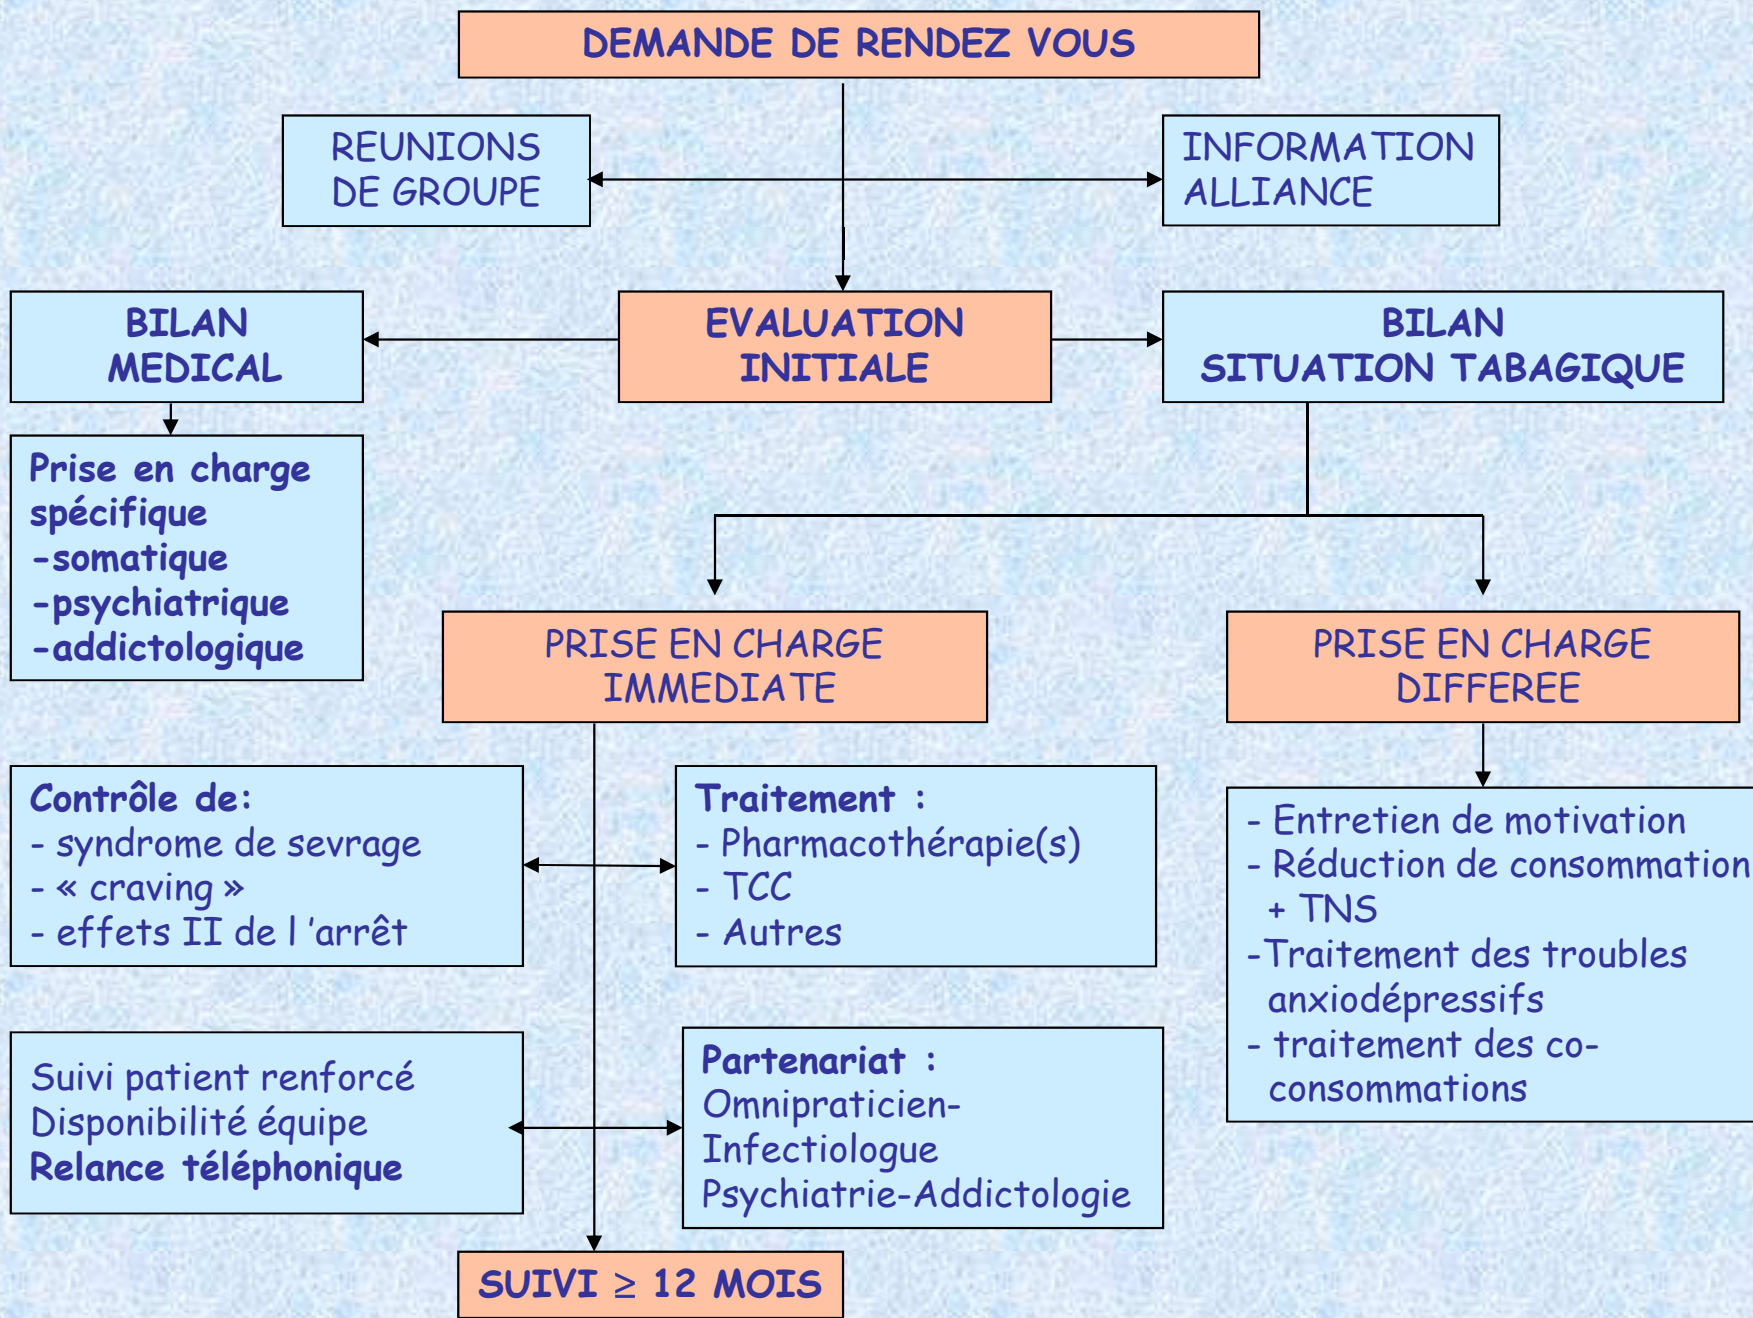 DEMANDE DE RENDEZ VOUS
REUNIONS
DE GROUPE
INFORMATION
ALLIANCE
BILAN
MEDICAL
EVALUATION
INITIALE
BILAN
SITUATION TABAGIQUE
Prise en charge
spécifique
-somatique
-psychiatrique
-addictologique
PRISE EN CHARGE
IMMEDIATE
PRISE EN CHARGE
DIFFEREE
Contrôle de:
- syndrome de sevrage
- « craving »
- effets II de l ’arrêt
Traitement :
- Pharmacothérapie(s)
- TCC
- Autres
- Entretien de motivation
- Réduction de consommation
+ TNS
-Traitement des troubles
anxiodépressifs
- traitement des co-
consommations
Suivi patient renforcé
Disponibilité équipe
Relance téléphonique
Partenariat :
Omnipraticien-
Infectiologue
Psychiatrie-Addictologie
SUIVI ≥ 12 MOIS